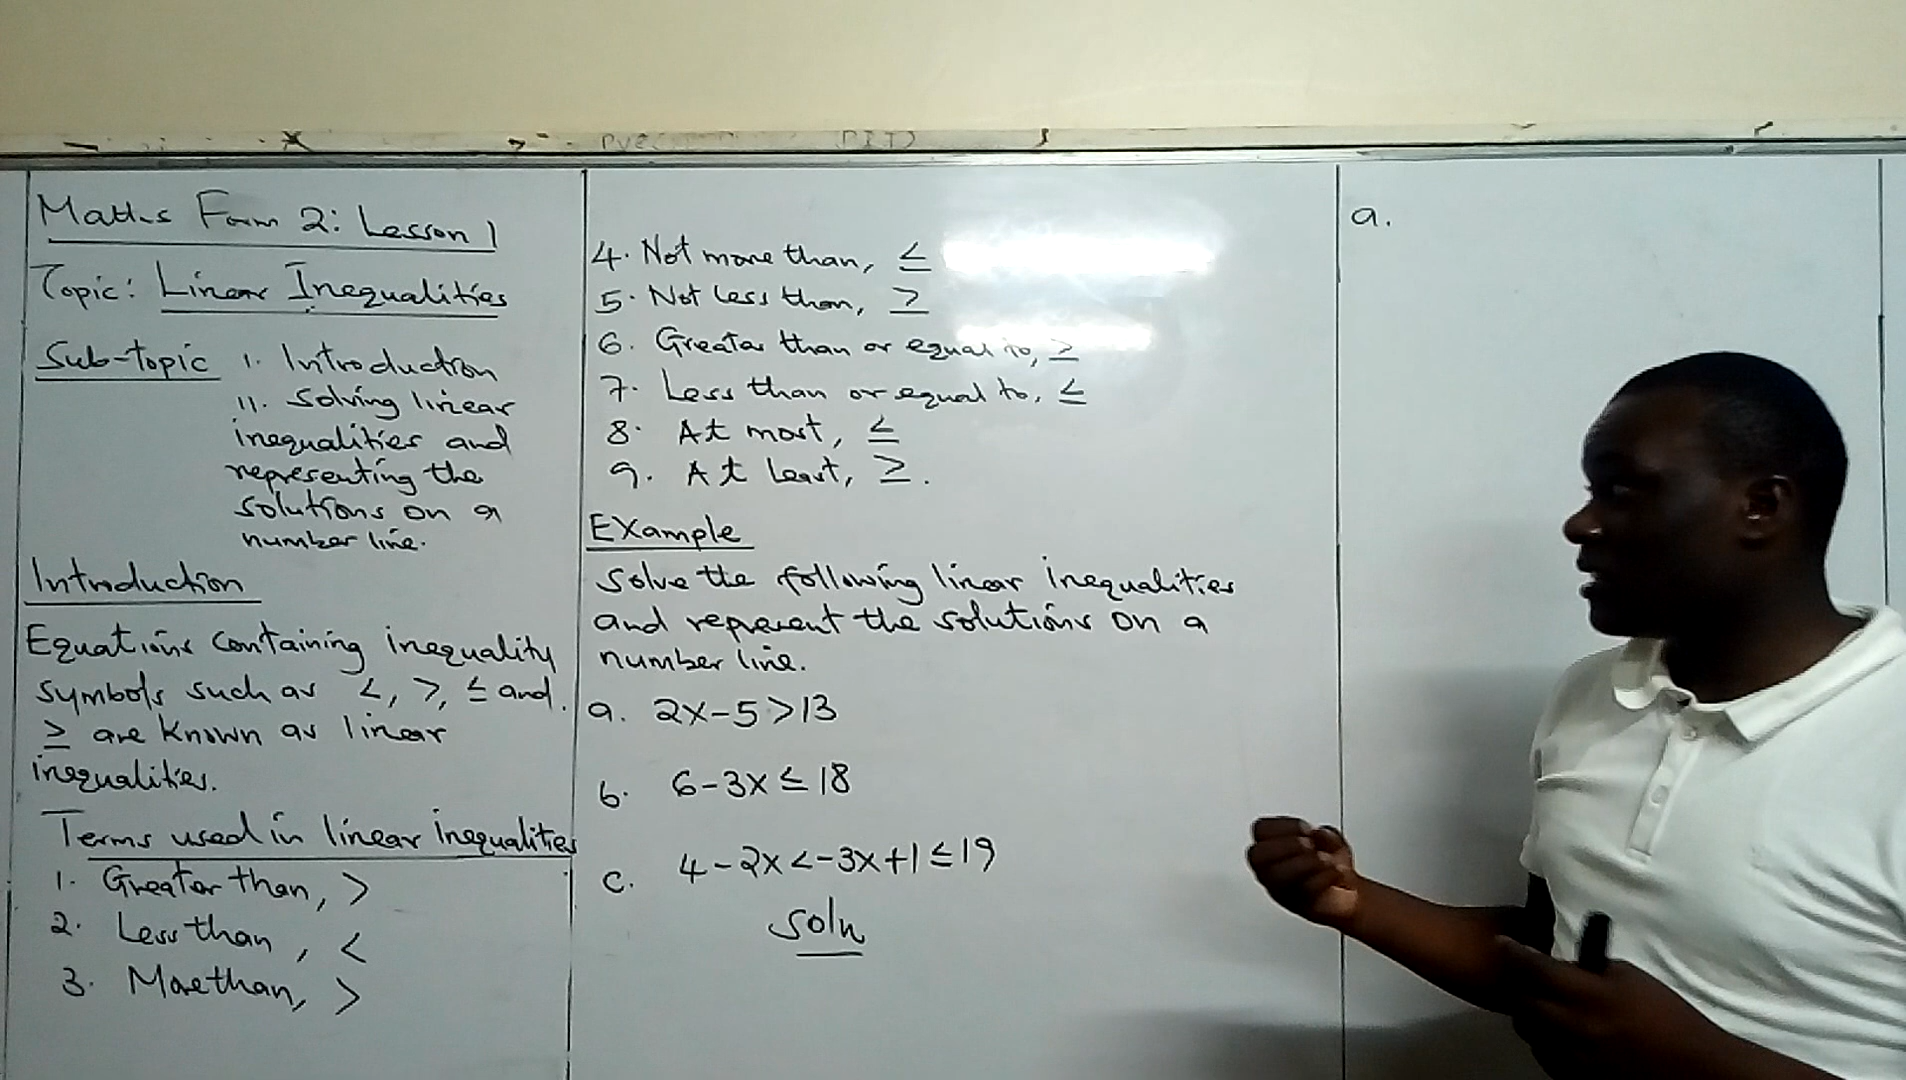 Maths Form 2: Lesson 1
Topic: Linear Inequalities
Sub-topic i. Introduction
ii. Solving linear
inequalities and
representing the
solutions on a
number line.
Introduction
Equations containing inequality
symbols such as <, >, ≤ and
≥ are known as linear
inequalities.
Terms used in linear inequalities
1. Greater than, >
2. Less than, <
3. More than, >
4. Not more than, ≤
5. Not less than, ≥
6. Greater than or equal to, ≥
7. Less than or equal to, ≤
8. At most, ≤
9. At least, ≥.
Example
Solve the following linear inequalities
and represent the solutions on a
number line.
a. 2x-5>13
b. 6-3x≤18
c. 4-2x<-3x+1≤19
Soln
a.